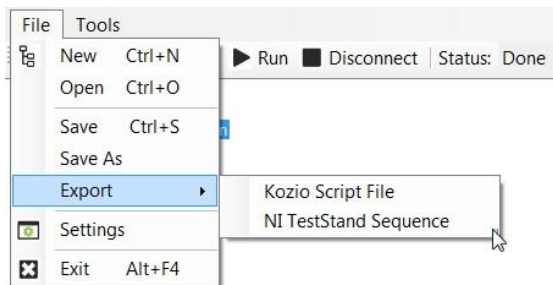 File Tools
New Ctrl+N
Run Disconnect Status: Done
Open Ctrl+O
Save Ctrl+S
Save As
Export
Kozio Script File
NI TestStand Sequence
Settings
Exit Alt+F4